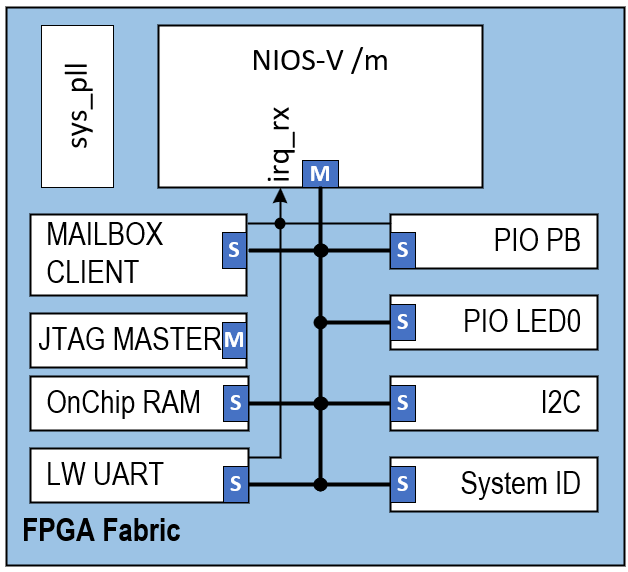 sys_pll
NIOS-V /m
irq_rx
M
MAILBOX
CLIENT
S
S
PIO PB
JTAG MASTER
M
S
PIO LED0
OnChip RAM
S
S
I2C
LW UART
S
S
System ID
FPGA Fabric